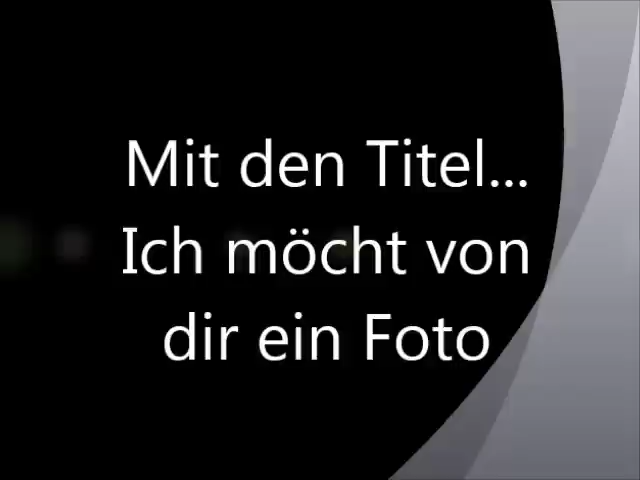 Mit den Titel...
Ich möcht von
dir ein Foto